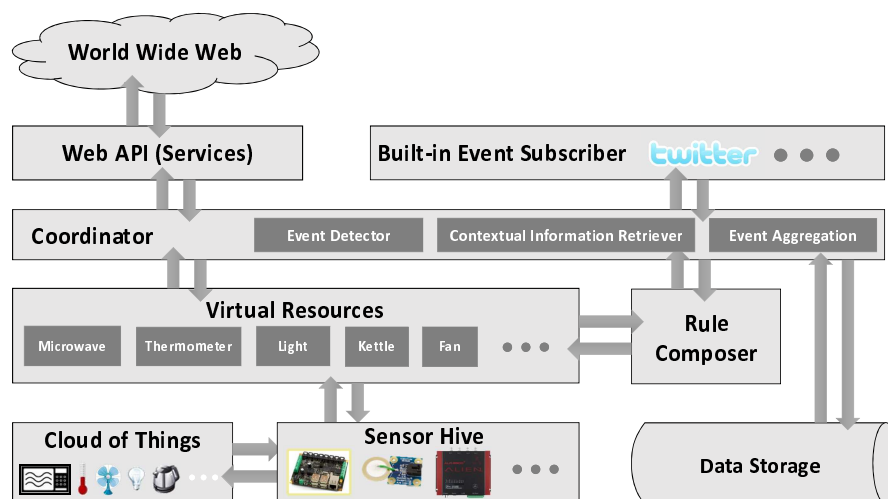 World Wide Web
Web API (Services)
Built-in Event Subscriber twitter
Coordinator
Event Detector
Contextual Information Retriever
Event Aggregation
Virtual Resources
Microwave
Thermometer
Light
Kettle
Fan
Rule
Composer
Cloud of Things
Sensor Hive
Data Storage